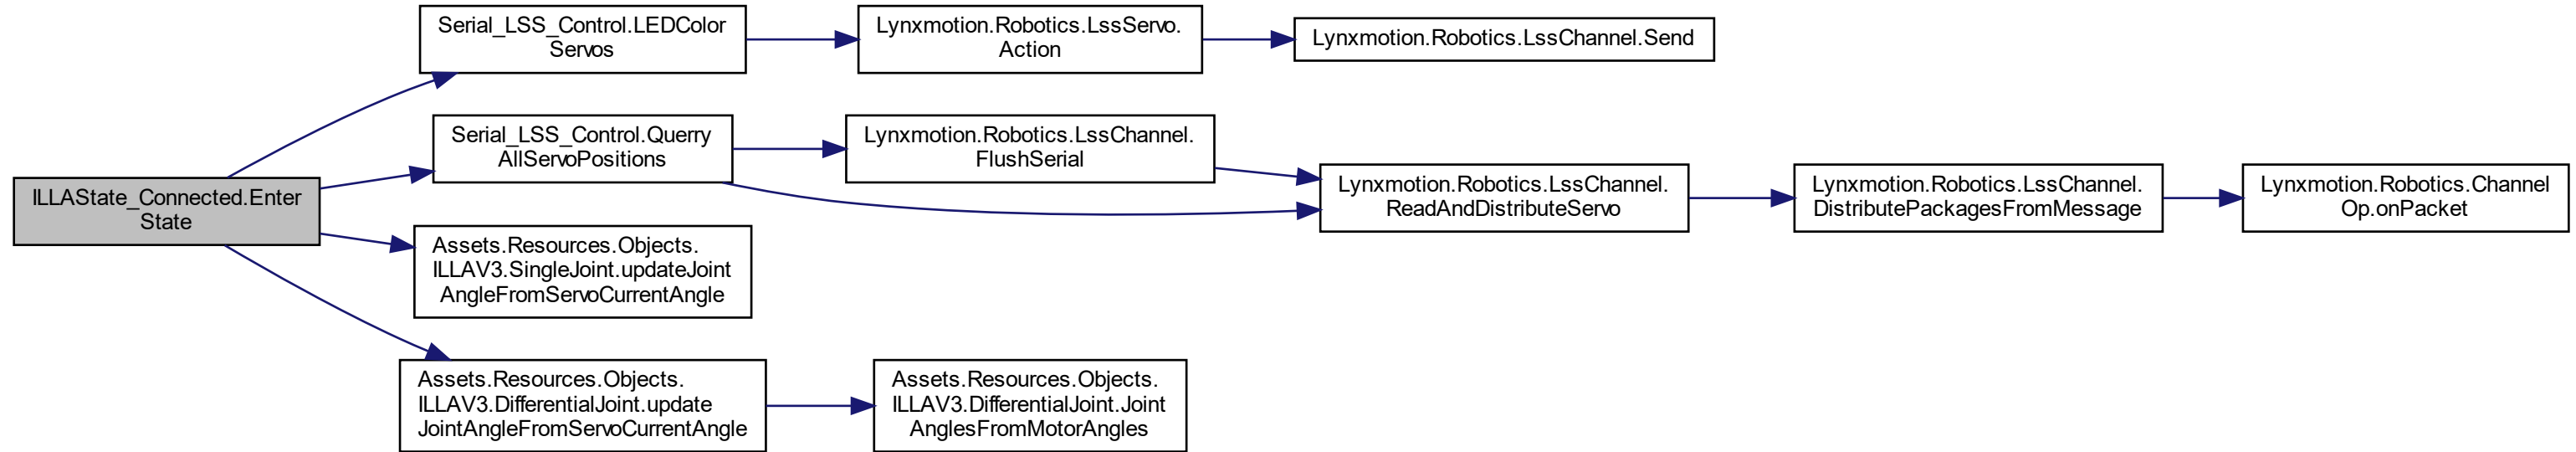 Serial_LSS_Control.LEDColor
Servos
Lynxmotion.Robotics.LssServo.
Action
Lynxmotion.Robotics.LssChannel.Send
Serial_LSS_Control.Querry
AllServoPositions
Lynxmotion.Robotics.LssChannel.
FlushSerial
ILLAState_Connected.Enter
State
Lynxmotion.Robotics.LssChannel.
ReadAndDistributeServo
Lynxmotion.Robotics.LssChannel.
DistributePackagesFromMessage
Lynxmotion.Robotics.Channel
Op.onPacket
Assets.Resources.Objects.
ILLAV3.SingleJoint.updateJoint
AngleFromServoCurrentAngle
Assets.Resources.Objects.
ILLAV3.DifferentialJoint.update
JointAngleFromServoCurrentAngle
Assets.Resources.Objects.
ILLAV3.DifferentialJoint.Joint
AnglesFromMotorAngles